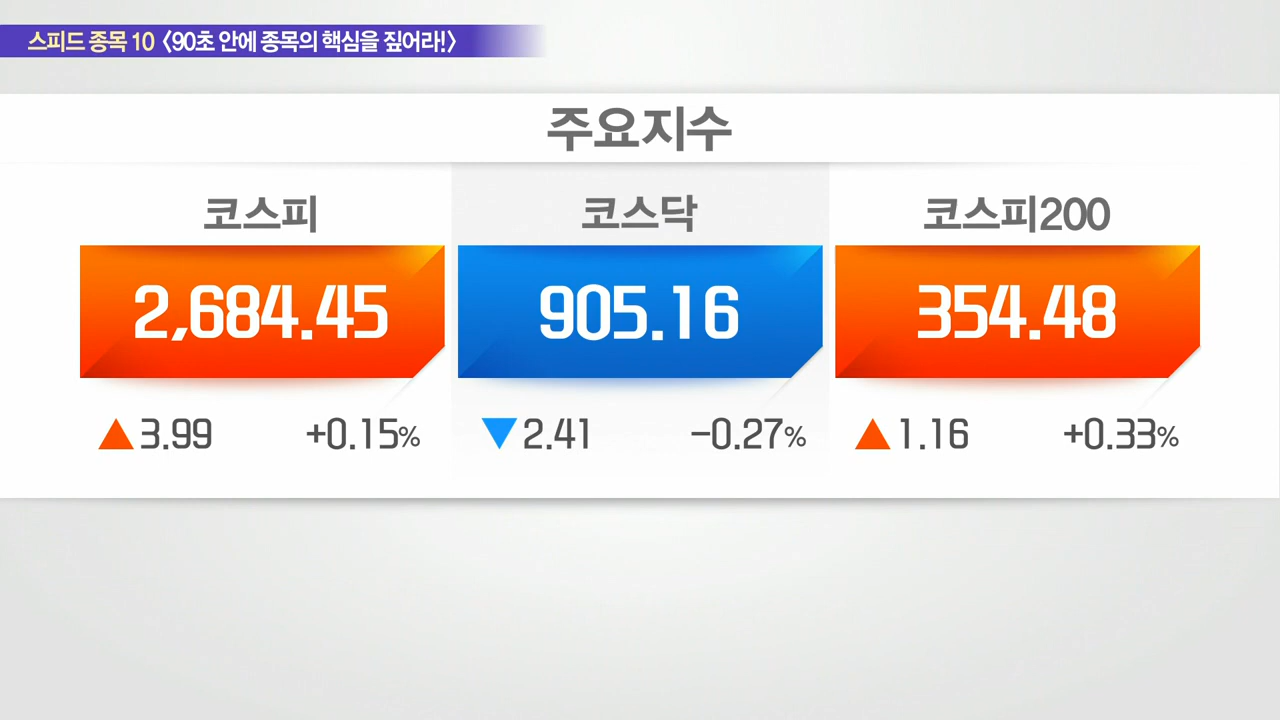 스피드 종목 10 <90초 안에 종목의 핵심을 짚어라!>
주요지수
코스피 코스닥 코스피200
2,684.45 905.16 354.48
▲3.99 +0.15% ▼2.41 -0.27% ▲1.16 +0.33%